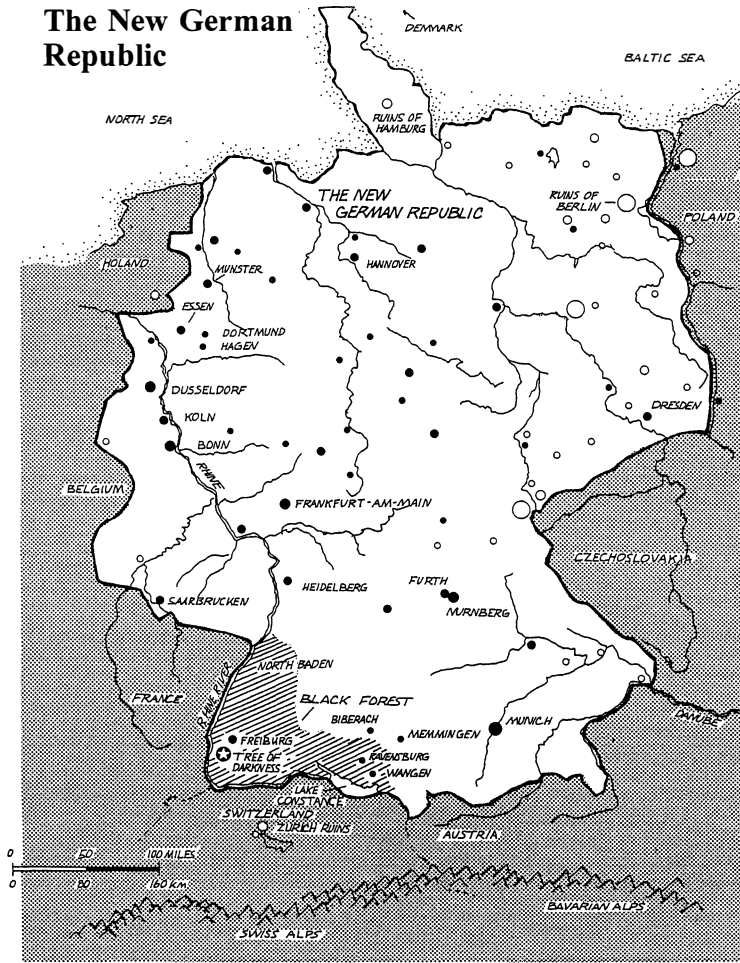 The New German
Republic
DENMARK
BALTIC SEA
NORTH SEA
RUINS OF
HAMBURG
THE NEW
GERMAN REPUBLIC
RUINS OF
BERLIN
POLAND
HOLAND
MUNSTER
HANNOVER
ESSEN
DORTMUND
HAGEN
DUSSELDORF
DRESDEN
KOLN
BONN
RHINE
BELGIUM
FRANKFURT-AM-MAIN
CZECHOSLOVAKIA
HEIDELBERG
FURTH
NURNBERG
SAARBRUCKEN
NORTH BADEN
FRANCE
RHINE RIVER
BLACK FOREST
BIBERACH
MEMMINGEN
MUNICH
DANUBE
FREIBURG
TREE OF
DARKNESS
RAVENSBURG
WANGEN
LAKE
CONSTANCE
SWITZERLAND
ZURICH RUINS
AUSTRIA
0 50 100 MILES
0 80 160 KM
BAVARIAN ALPS
SWISS ALPS